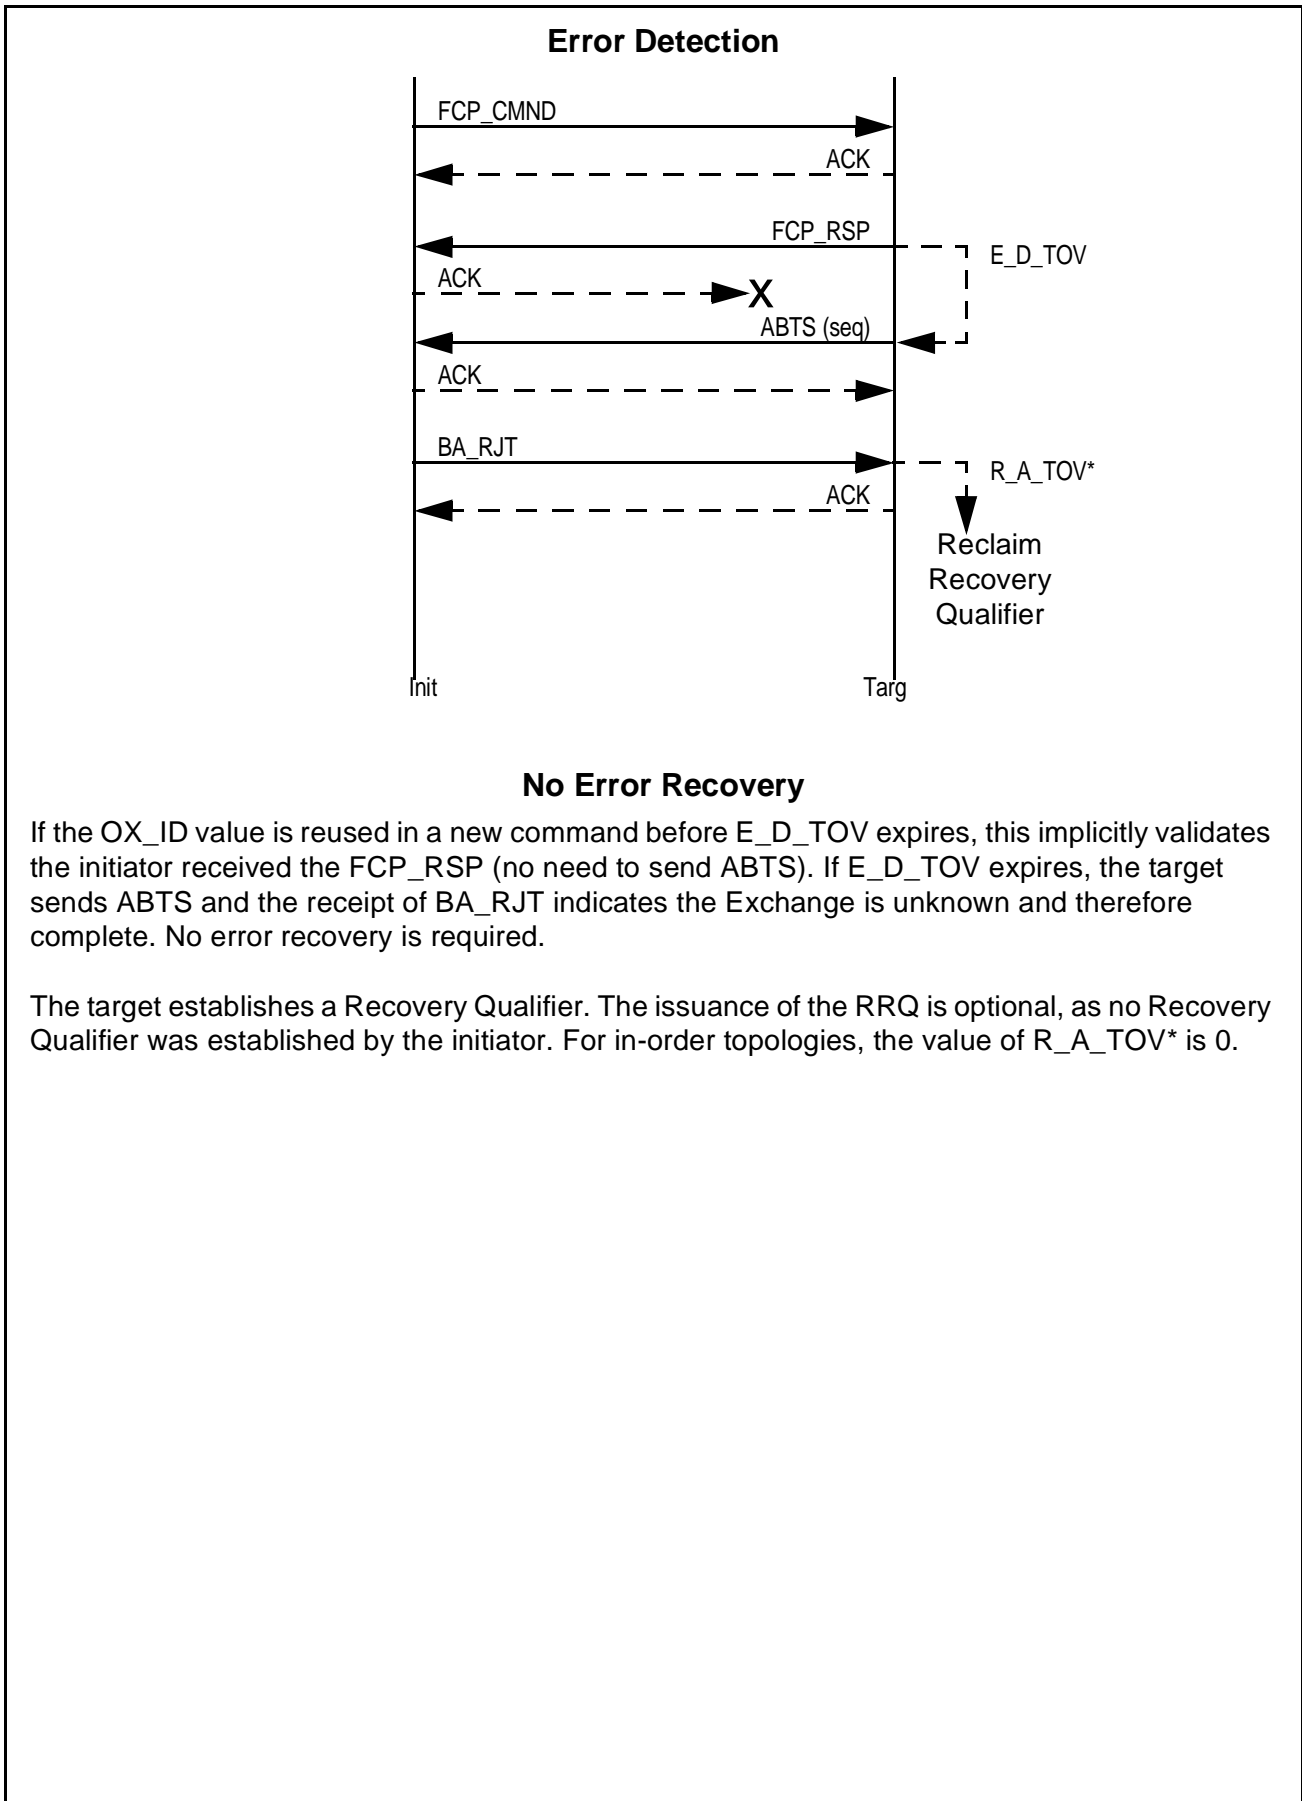 Error Detection
FCP_CMND
ACK
FCP_RSP
E_D_TOV
ACK
X
ABTS (seq)
ACK
BA_RJT
R_A_TOV*
ACK
Reclaim
Recovery
Qualifier
Init
Targ
No Error Recovery
If the OX_ID value is reused in a new command before E_D_TOV expires, this implicitly validates
the initiator received the FCP_RSP (no need to send ABTS). If E_D_TOV expires, the target
sends ABTS and the receipt of BA_RJT indicates the Exchange is unknown and therefore
complete. No error recovery is required.
The target establishes a Recovery Qualifier. The issuance of the RRQ is optional, as no Recovery
Qualifier was established by the initiator. For in-order topologies, the value of R_A_TOV* is 0.